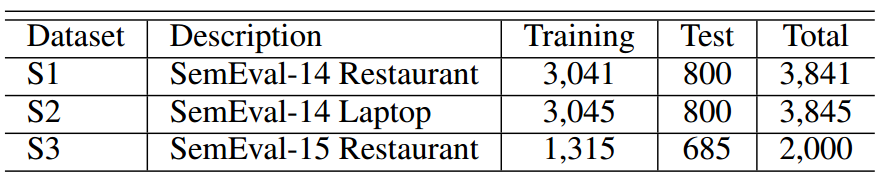 Dataset Description Training Test Total
S1 SemEval-14 Restaurant 3,041 800 3,841
S2 SemEval-14 Laptop 3,045 800 3,845
S3 SemEval-15 Restaurant 1,315 685 2,000